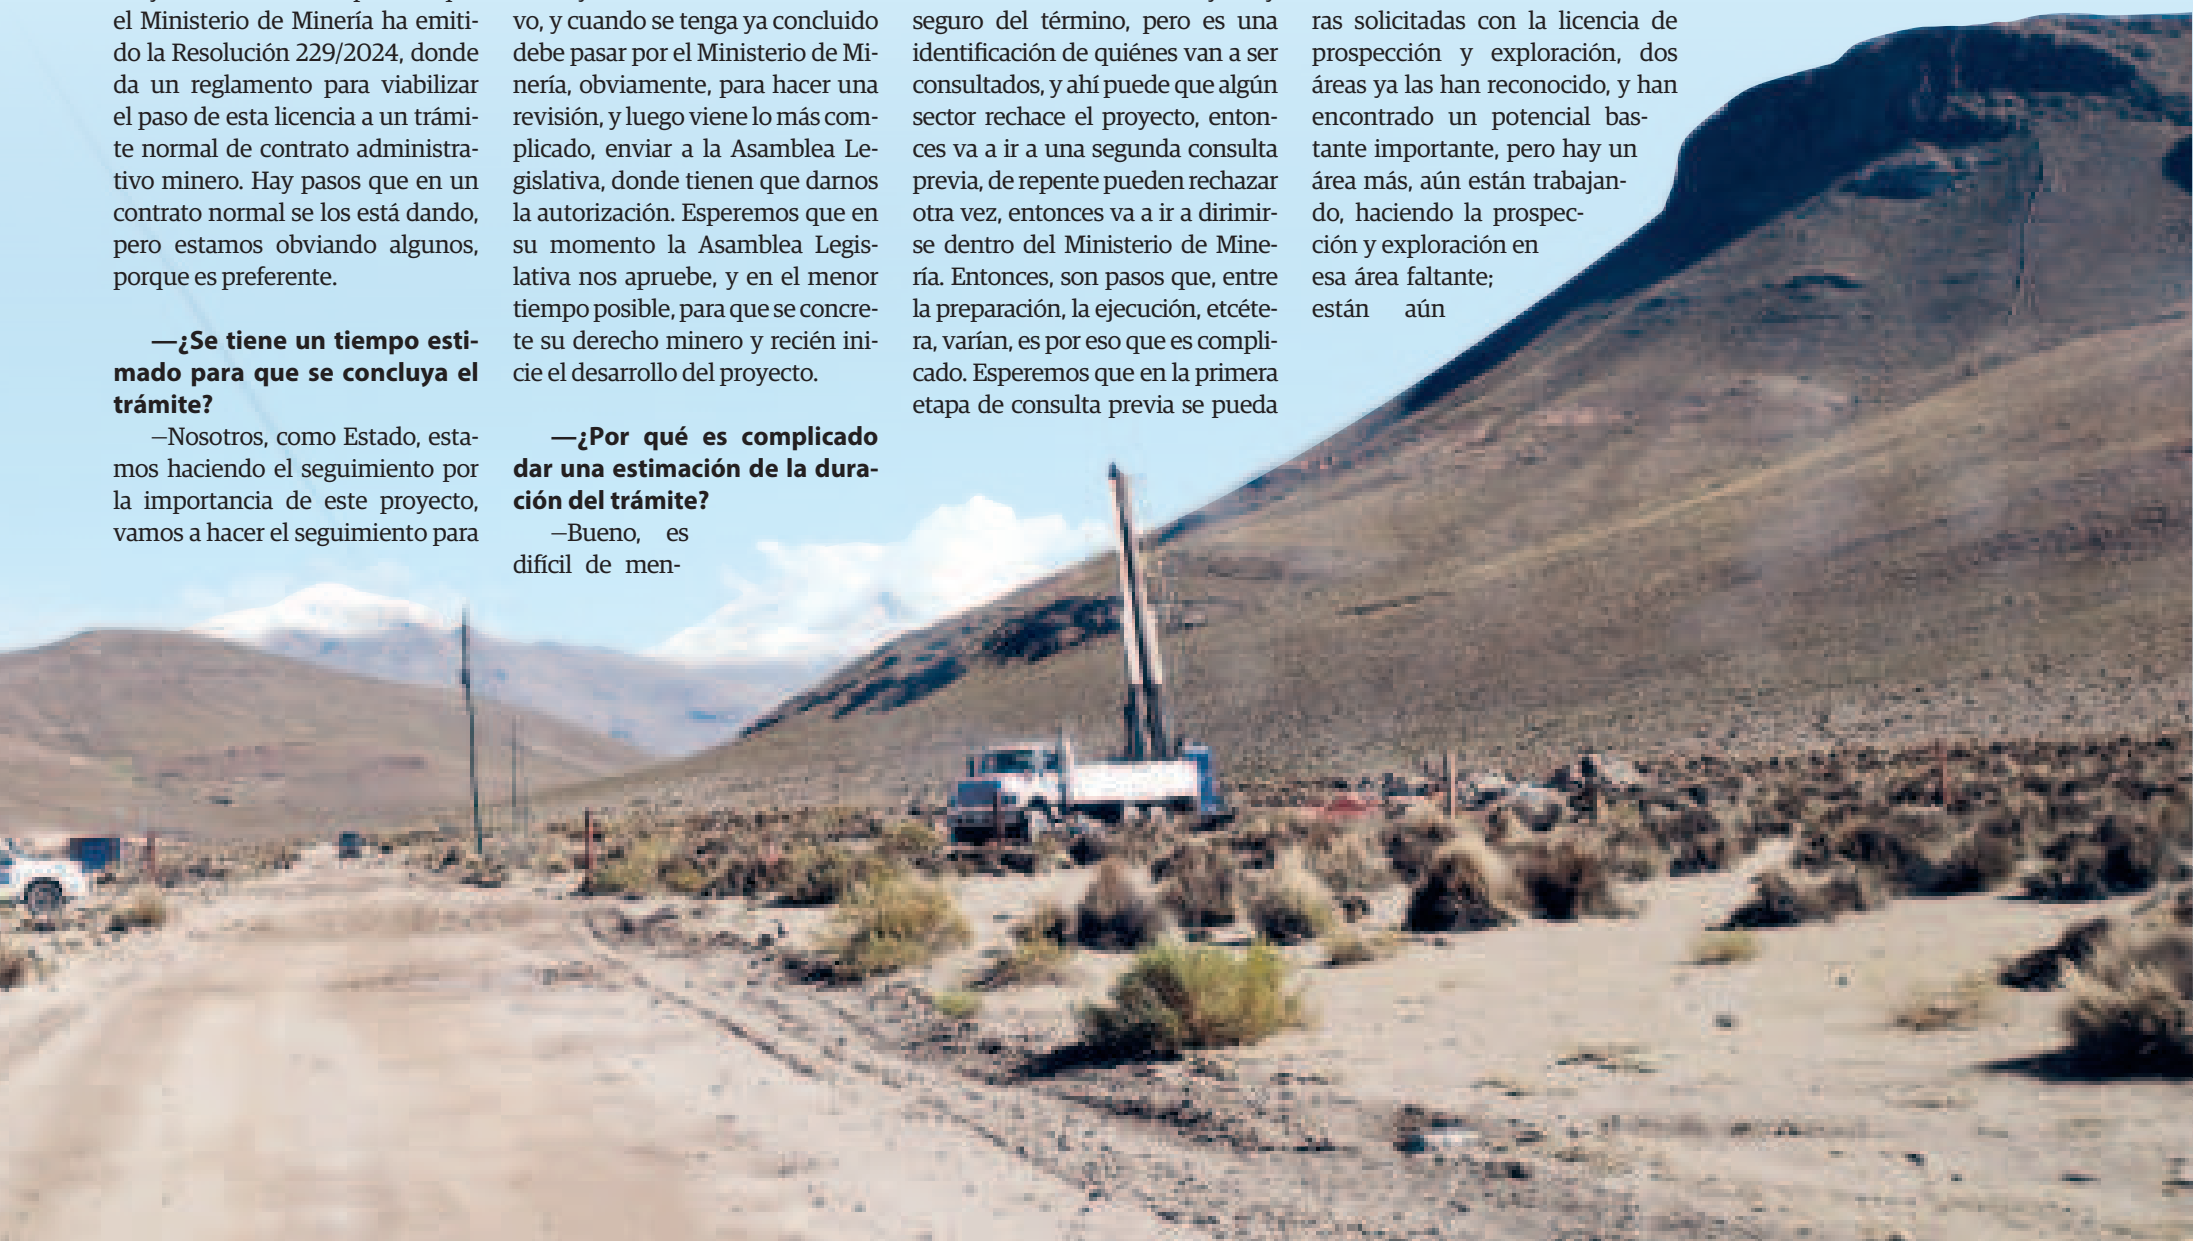 el Ministerio de Minería ha emiti-
do la Resolución 229/2024, donde
da un reglamento para viabilizar
el paso de esta licencia a un trámi-
te normal de contrato administra-
tivo minero. Hay pasos que en un
contrato normal se los está dando,
pero estamos obviando algunos,
porque es preferente.
—¿Se tiene un tiempo esti-
mado para que se concluya el
trámite?
—Nosotros, como Estado, esta-
mos haciendo el seguimiento por
la importancia de este proyecto,
vamos a hacer el seguimiento para
vo, y cuando se tenga ya concluido
debe pasar por el Ministerio de Mi-
nería, obviamente, para hacer una
revisión, y luego viene lo más com-
plicado, enviar a la Asamblea Le-
gislativa, donde tienen que darnos
la autorización. Esperemos que en
su momento la Asamblea Legis-
lativa nos apruebe, y en el menor
tiempo posible, para que se concre-
te su derecho minero y recién ini-
cie el desarrollo del proyecto.
—¿Por qué es complicado
dar una estimación de la dura-
ción del trámite?
—Bueno, es
difícil de men-
seguro del término, pero es una
identificación de quiénes van a ser
consultados, y ahí puede que algún
sector rechace el proyecto, enton-
ces va a ir a una segunda consulta
previa, de repente pueden rechazar
otra vez, entonces va a ir a dirimir-
se dentro del Ministerio de Mine-
ría. Entonces, son pasos que, entre
la preparación, la ejecución, etcéte-
ra, varían, es por eso que es compli-
cado. Esperemos que en la primera
etapa de consulta previa se pueda
ras solicitadas con la licencia de
prospección y exploración, dos
áreas ya las han reconocido, y han
encontrado un potencial bas-
tante importante, pero hay un
área más, aún están trabajan-
do, haciendo la prospec-
ción y exploración en
esa área faltante;
están aún